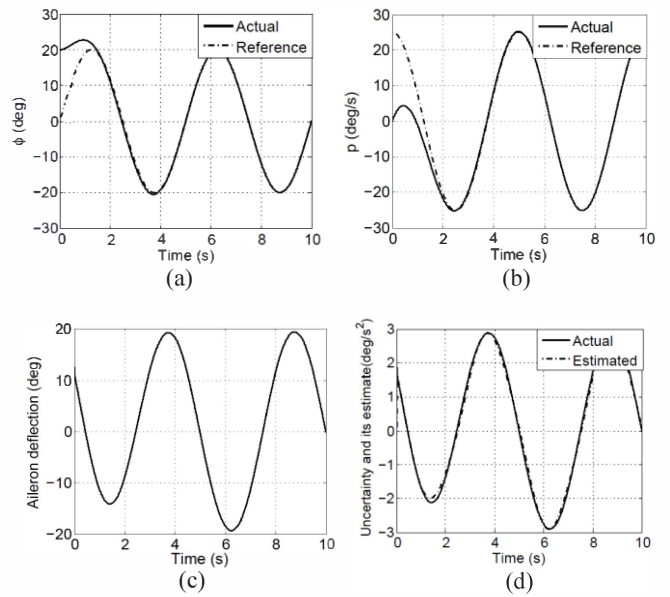 30
20
10
0
−10
−20
−30
0
2
4
6
8
10
ϕ (deg)
Time (s)
Actual
Reference
(a)
30
20
10
0
−10
−20
−30
0
2
4
6
8
10
p (deg/s)
Time (s)
Actual
Reference
(b)
20
10
0
−10
−20
0
2
4
6
8
10
Aileron deflection (deg)
Time (s)
(c)
3
2
1
0
−1
−2
−3
0
2
4
6
8
10
Uncertainty and its estimate(deg/s²)
Time (s)
Actual
Estimated
(d)